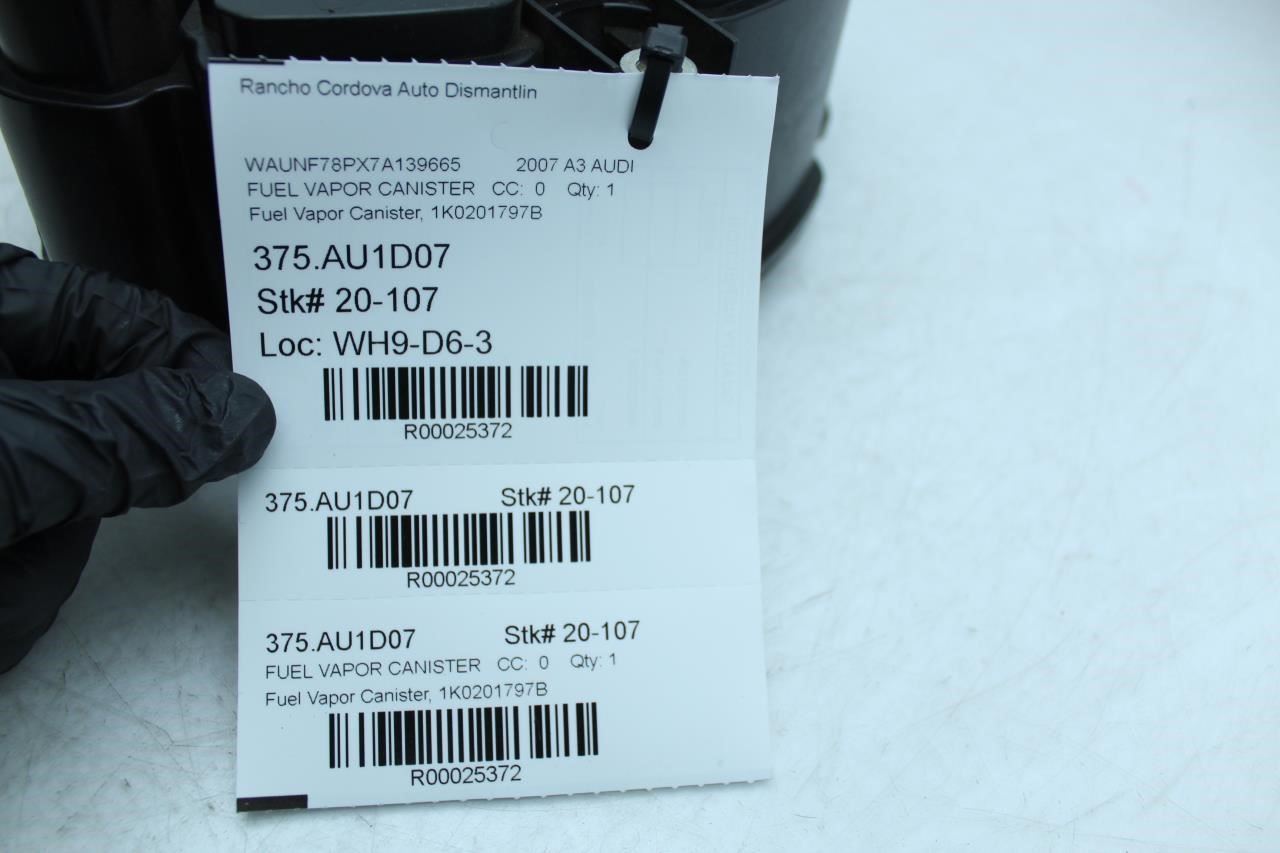 Rancho Cordova Auto Dismantlin
WAUNF78PX7A139665 2007 A3 AUDI
FUEL VAPOR CANISTER CC: 0 Qty: 1
Fuel Vapor Canister, 1K0201797B
375.AU1D07
Stk# 20-107
Loc: WH9-D6-3
R00025372
375.AU1D07 Stk# 20-107
R00025372
375.AU1D07 Stk# 20-107
FUEL VAPOR CANISTER CC: 0 Qty: 1
Fuel Vapor Canister, 1K0201797B
R00025372